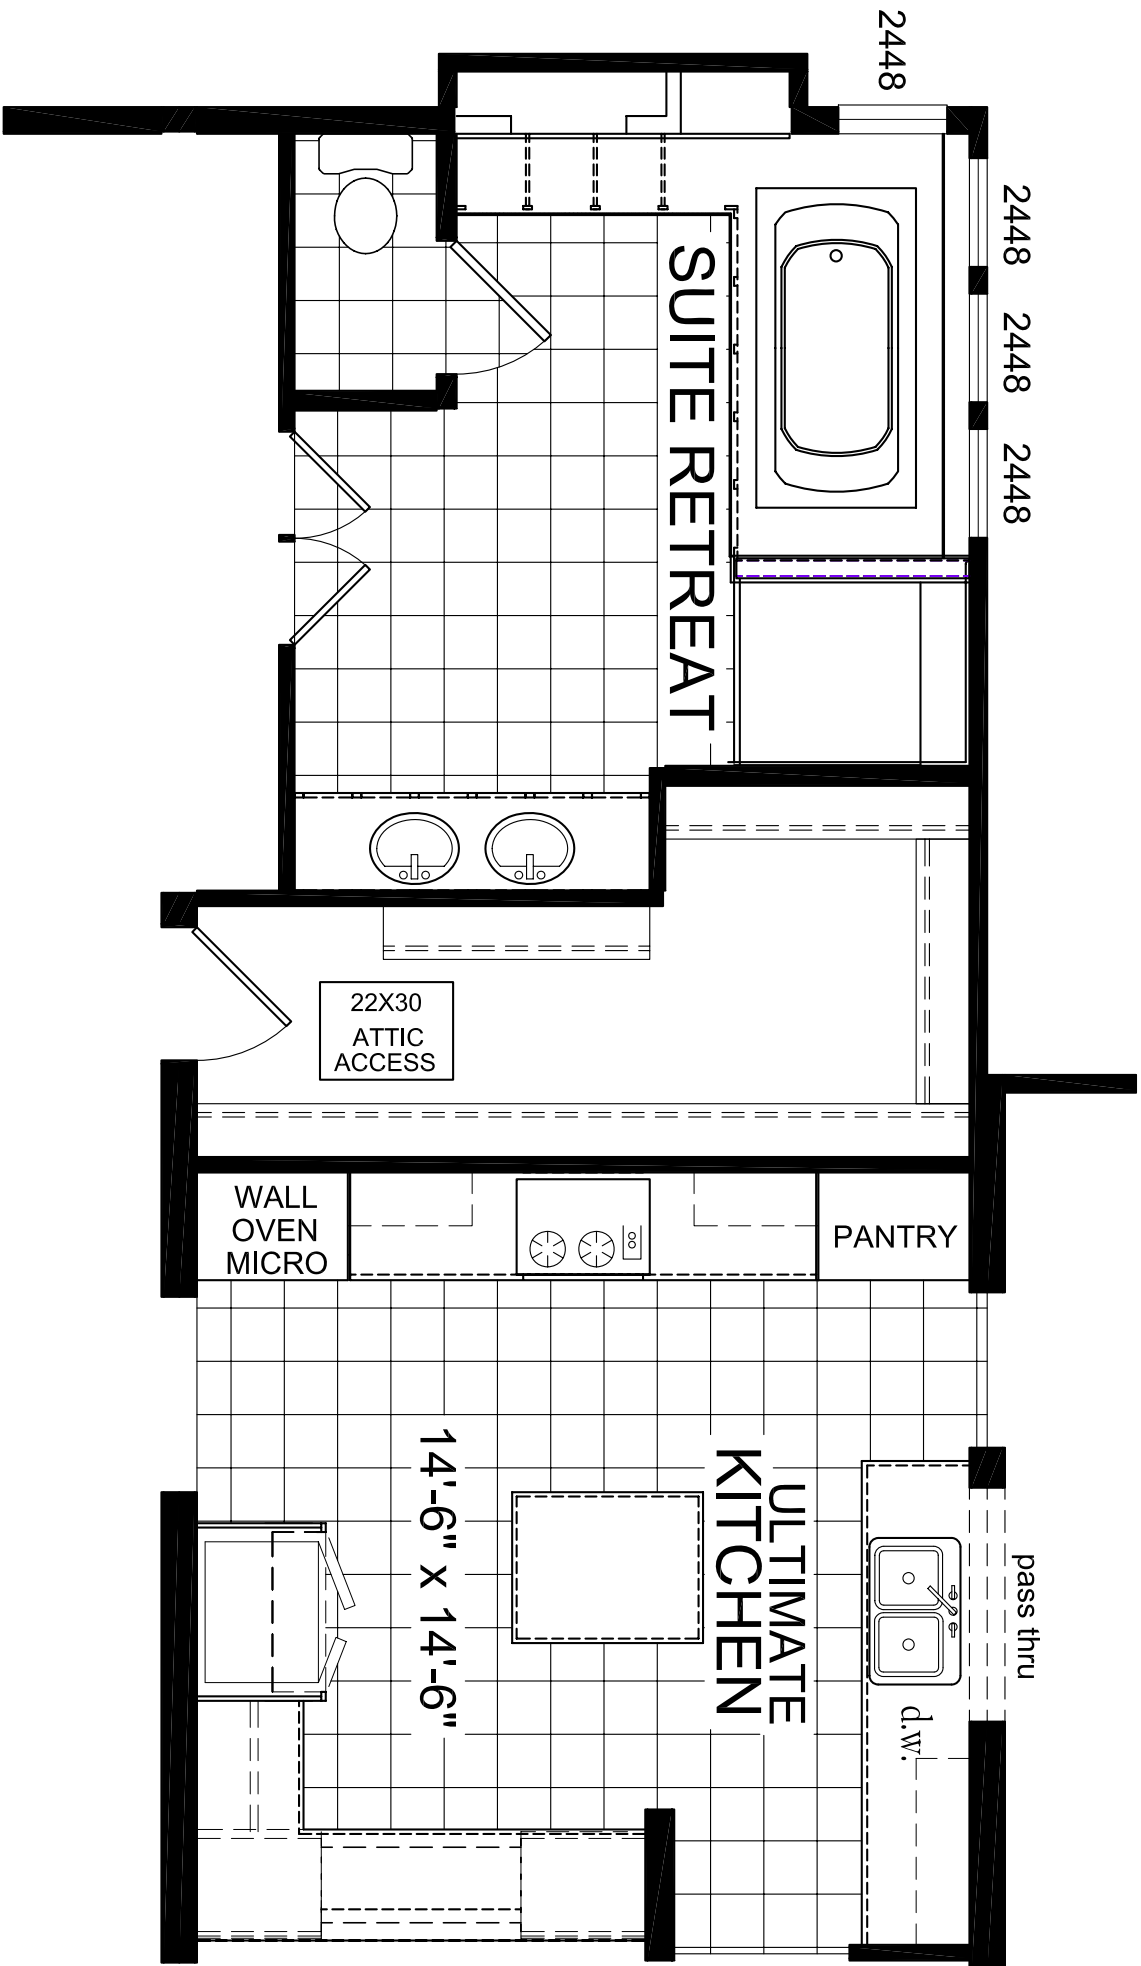 2448
2448
2448
2448
SUITE RETREAT
22X30
ATTIC
ACCESS
WALL
OVEN
MICRO
PANTRY
ULTIMATE
KITCHEN
14'-6" x 14'-6"
pass thru
d.w.